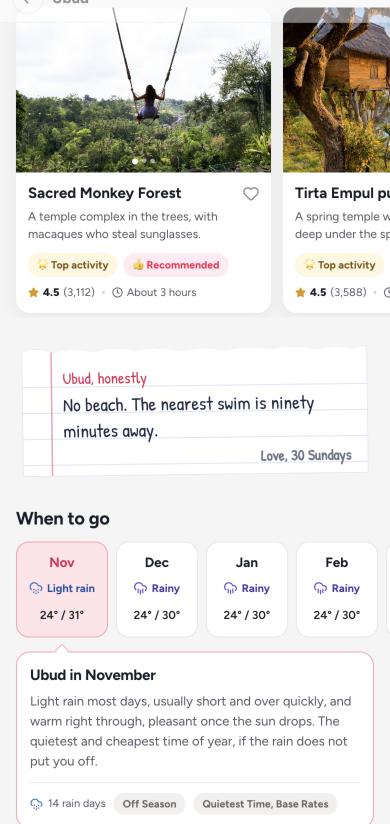 Ubud
Sacred Monkey Forest
A temple complex in the trees, with
macaques who steal sunglasses.
Top activity
Recommended
4.5 (3,112) • About 3 hours
Tirta Empul
A spring temple
deep under the
Top activity
4.5 (3,588) •
Ubud, honestly
No beach. The nearest swim is ninety
minutes away.
Love, 30 Sundays
When to go
Nov
Light rain
24° / 31°
Dec
Rainy
24° / 30°
Jan
Rainy
24° / 30°
Feb
Rainy
24° / 30°
Ubud in November
Light rain most days, usually short and over quickly, and
warm right through, pleasant once the sun drops. The
quietest and cheapest time of year, if the rain does not
put you off.
14 rain days
Off Season
Quietest Time, Base Rates